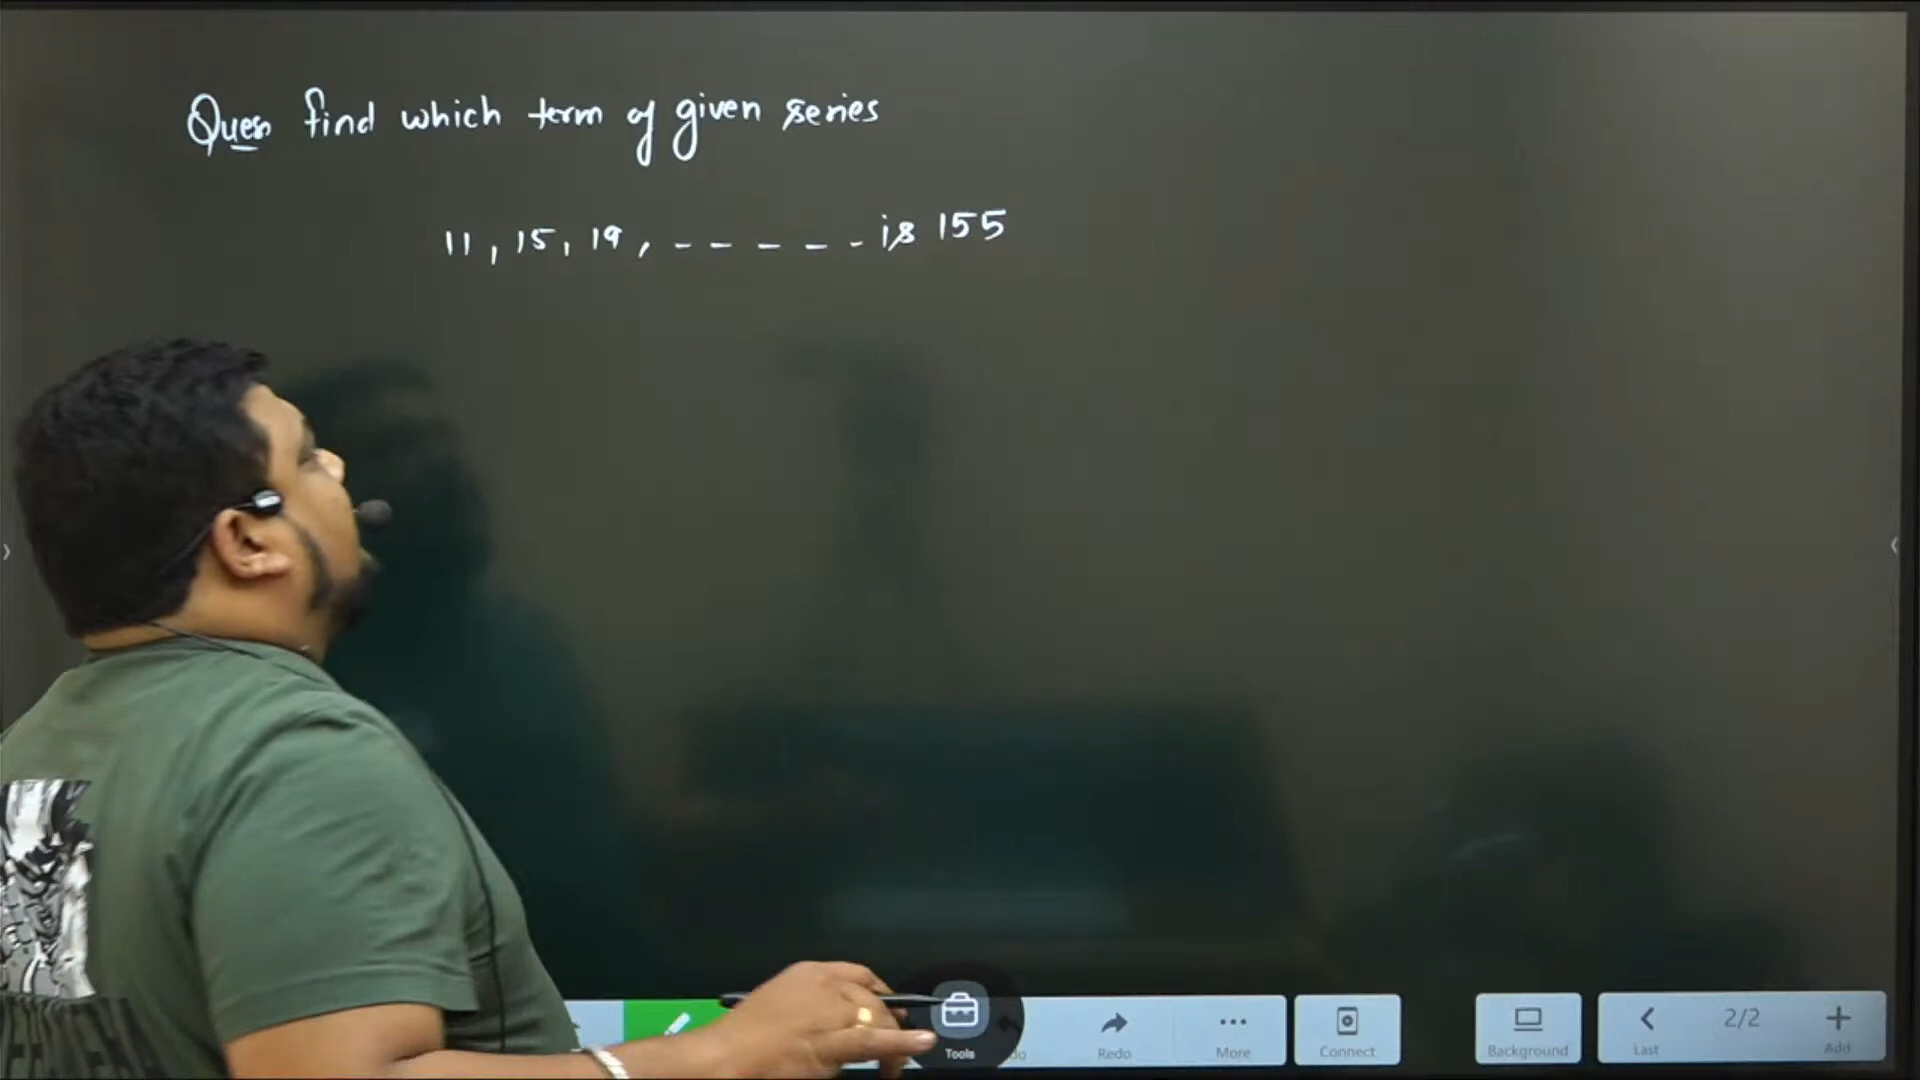 Ques find which term of given series
11, 15, 19, - - - - - is 155
Tools
Redo
More
Connect
Background
Last
2/2
Add